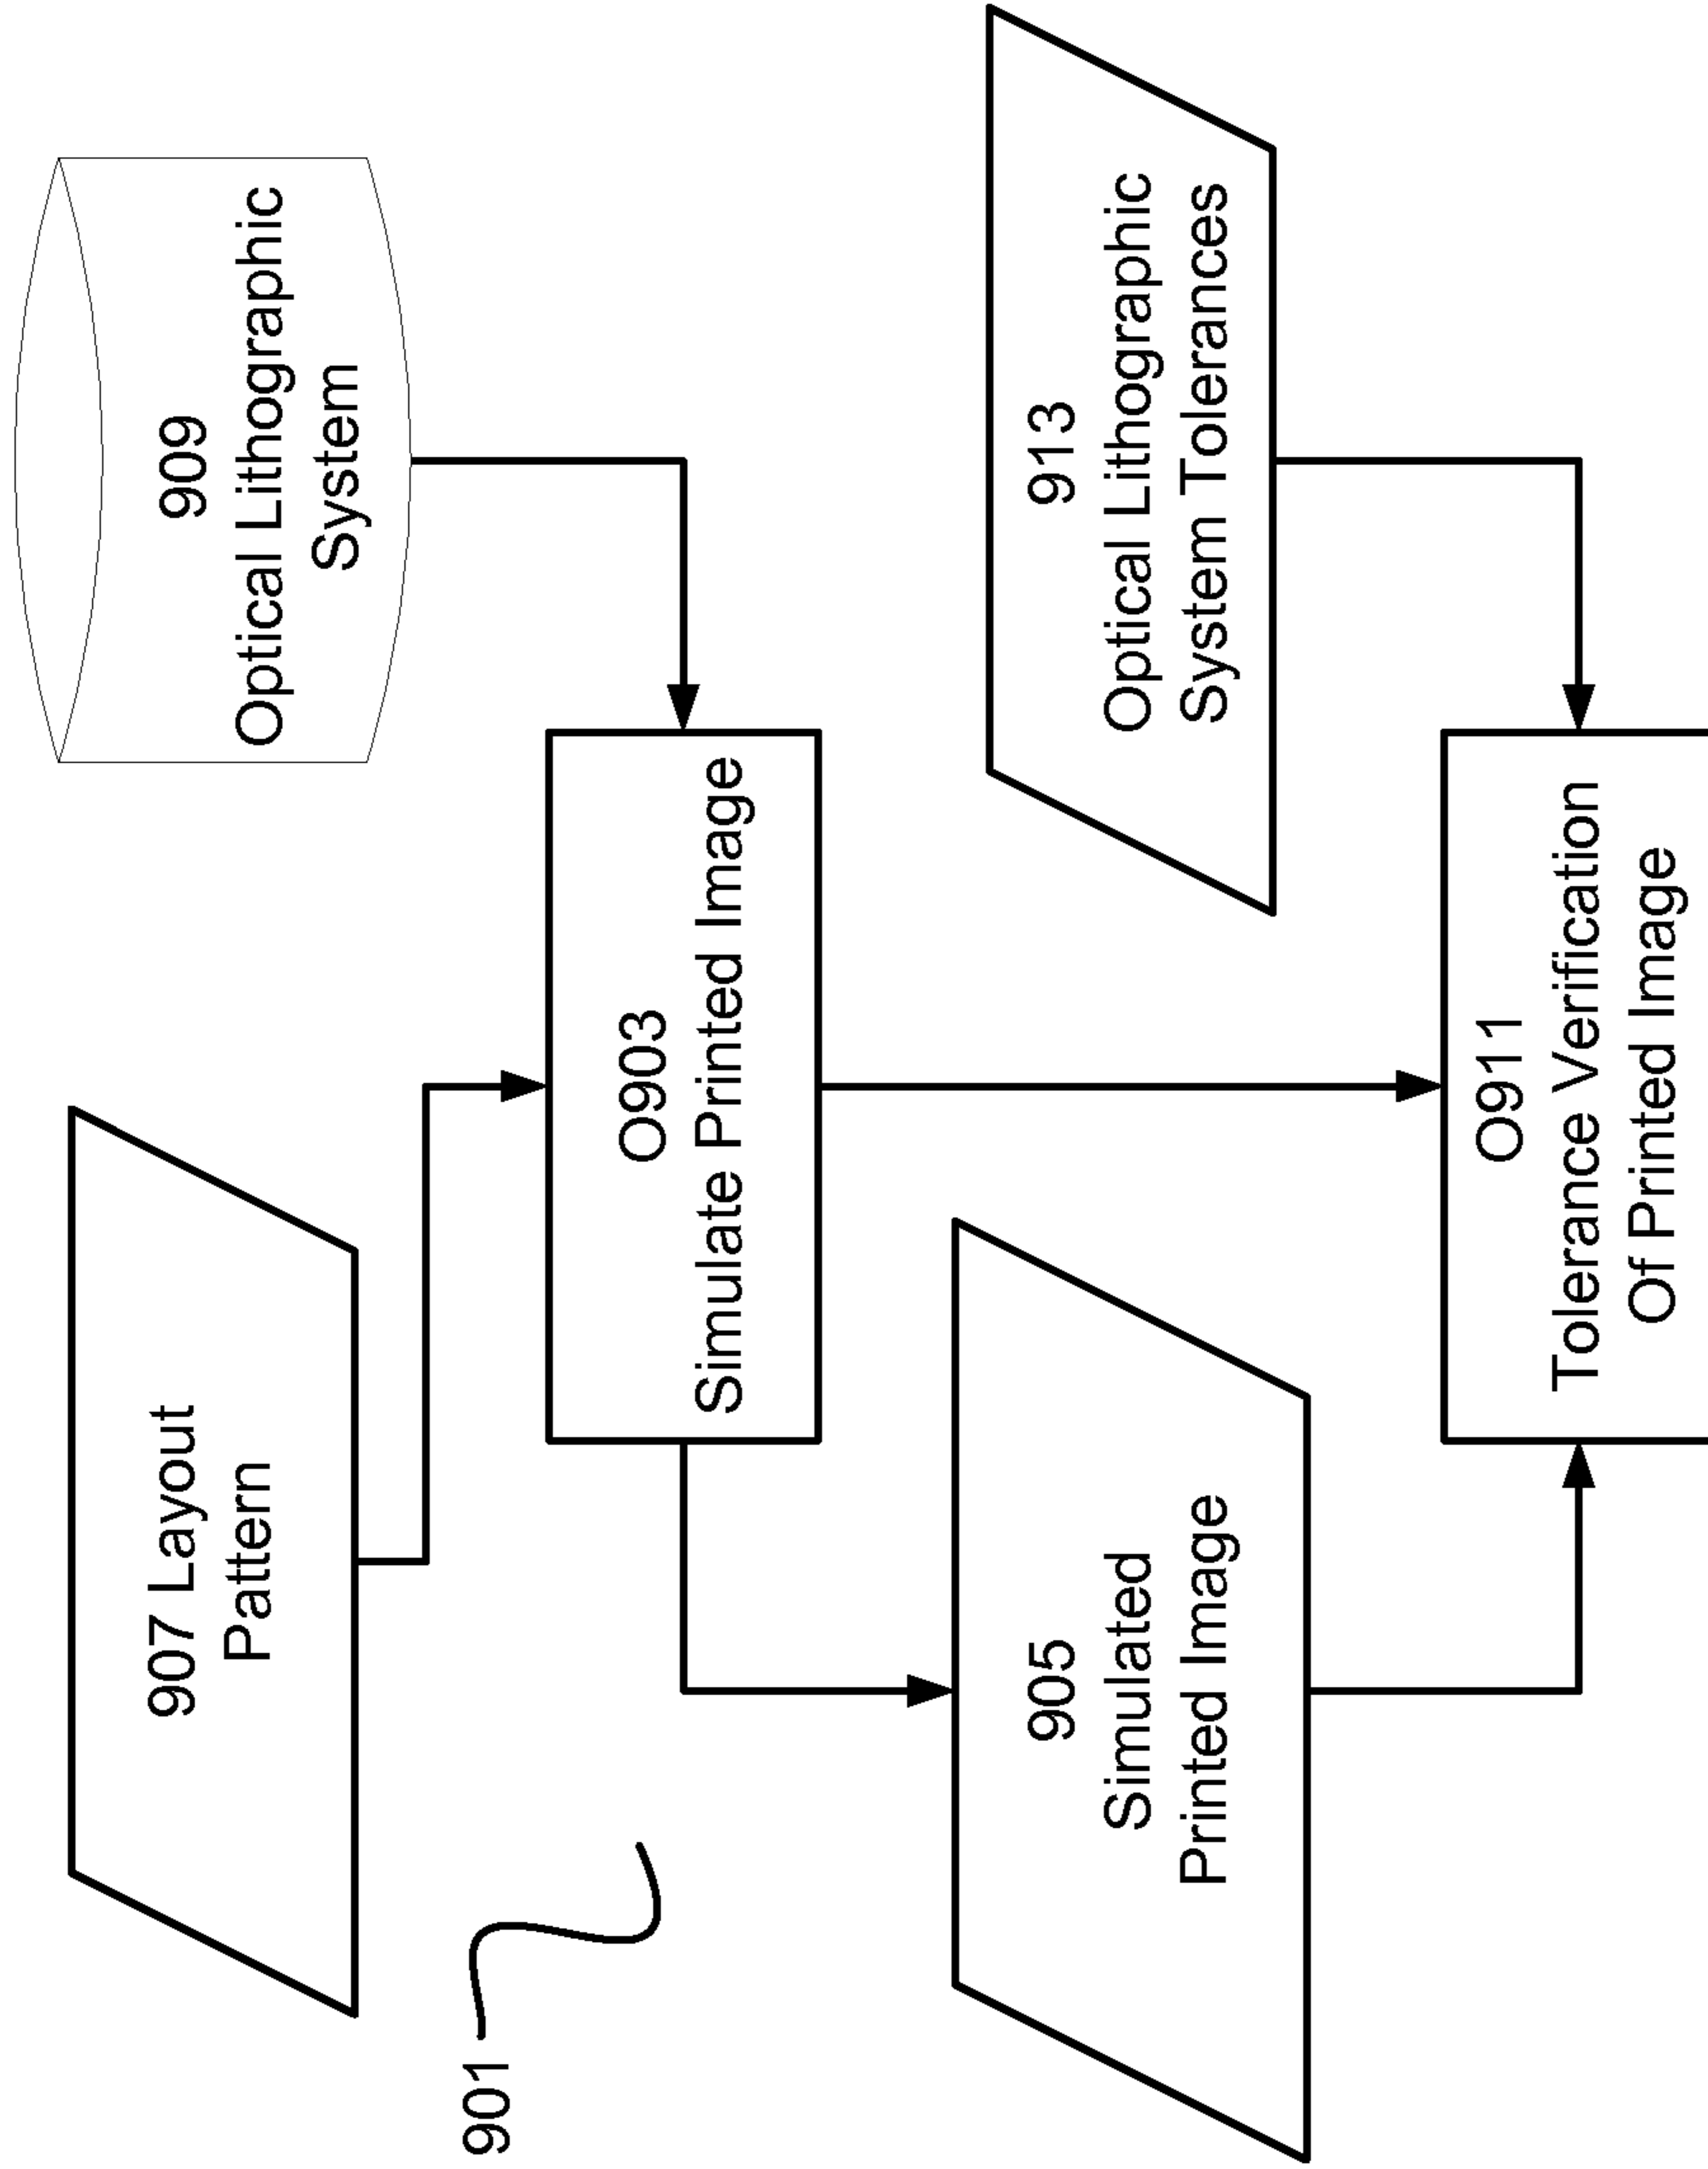 907 Layout
Pattern
909
Optical Lithographic
System
901
O903
Simulate Printed Image
905
Simulated
Printed Image
913
Optical Lithographic
System Tolerances
O911
Tolerance Verification
Of Printed Image